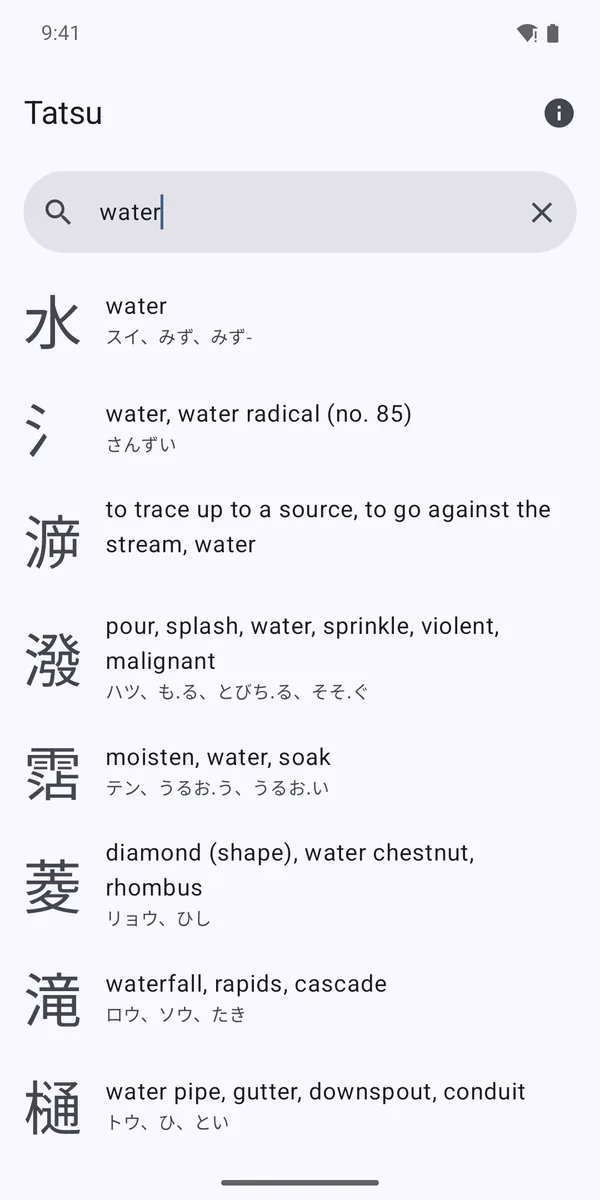 9:41
Tatsu
water
水
water
スイ、みず、みず-
氵
water, water radical (no. 85)
さんずい
to trace up to a source, to go against the
stream, water
潑
pour, splash, water, sprinkle, violent,
malignant
ハツ、も.る、とびち.る、そそ.ぐ
霑
moisten, water, soak
テン、うるお.う、うるお.い
菱
diamond (shape), water chestnut,
rhombus
リョウ、ひし
滝
waterfall, rapids, cascade
ロウ、ソウ、たき
樋
water pipe, gutter, downspout, conduit
トウ、ひ、とい